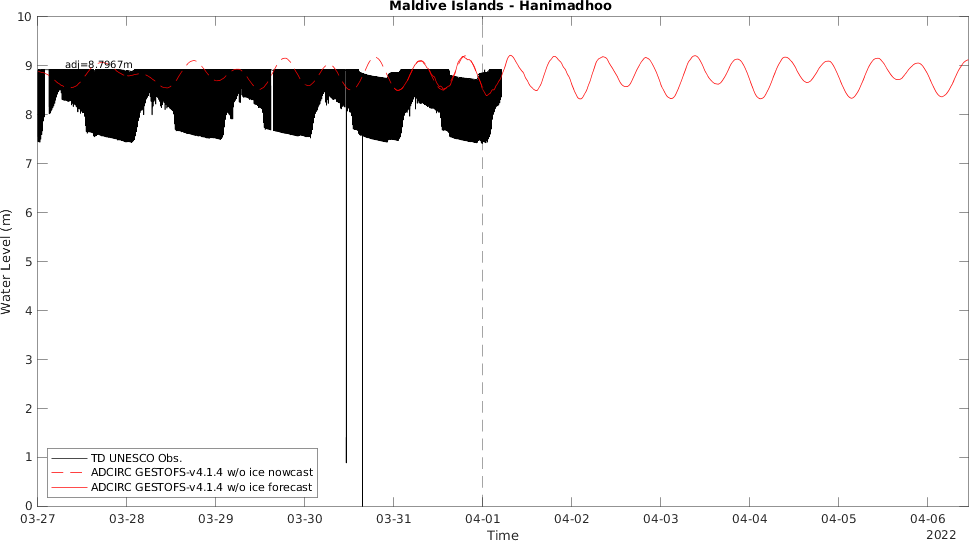 Maldive Islands - Hanimadhoo
10
9
8
7
6
5
4
3
2
1
0
Water Level (m)
adj=8.7967m
TD UNESCO Obs.
ADCIRC GESTOFS-v4.1.4 w/o ice nowcast
ADCIRC GESTOFS-v4.1.4 w/o ice forecast
03-27 03-28 03-29 03-30 03-31 04-01 04-02 04-03 04-04 04-05 04-06
Time
2022